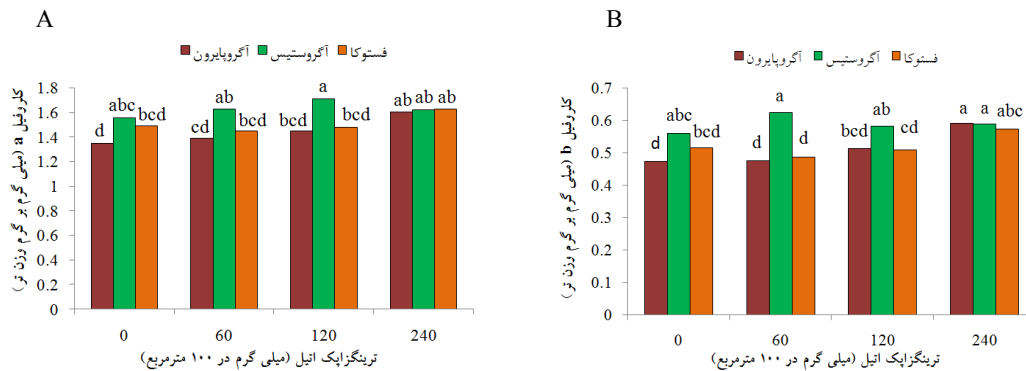 A
آگروپایرون آگروستیس فستوکا
کلروفیل a (میلی گرم بر گرم وزن تر)
1.8
1.6
1.4
1.2
1
0.8
0.6
0.4
0.2
0
d abc bcd
cd ab bcd
bcd a bcd
ab ab ab
0 60 120 240
ترینگزاپک اتیل (میلی گرم در ۱۰۰ مترمربع)
B
آگروپایرون آگروستیس فستوکا
کلروفیل b (میلی گرم بر گرم وزن تر)
0.7
0.6
0.5
0.4
0.3
0.2
0.1
0
d abc bcd
d a d
bcd ab cd
a a abc
0 60 120 240
ترینگزاپک اتیل (میلی گرم در ۱۰۰ مترمربع)